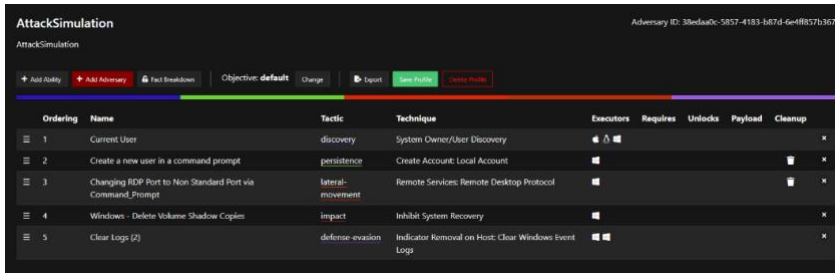 AttackSimulation
Adversary ID: 38edaa0c-5857-4183-b87d-6e4ff857b367
AttackSimulation
+ Add Ability + Add Adversary Fact Breakdown Objective: default Change Export Save Profile Delete Profile
Ordering Name Tactic Technique Executors Requires Unlocks Payload Cleanup
1 Current User discovery System Owner/User Discovery ×
2 Create a new user in a command prompt persistence Create Account: Local Account ×
3 Changing RDP Port to Non Standard Port via lateral- Remote Services: Remote Desktop Protocol ×
Command_Prompt movement
4 Windows - Delete Volume Shadow Copies impact Inhibit System Recovery ×
5 Clear Logs (2) defense-evasion Indicator Removal on Host: Clear Windows Event ×
Logs